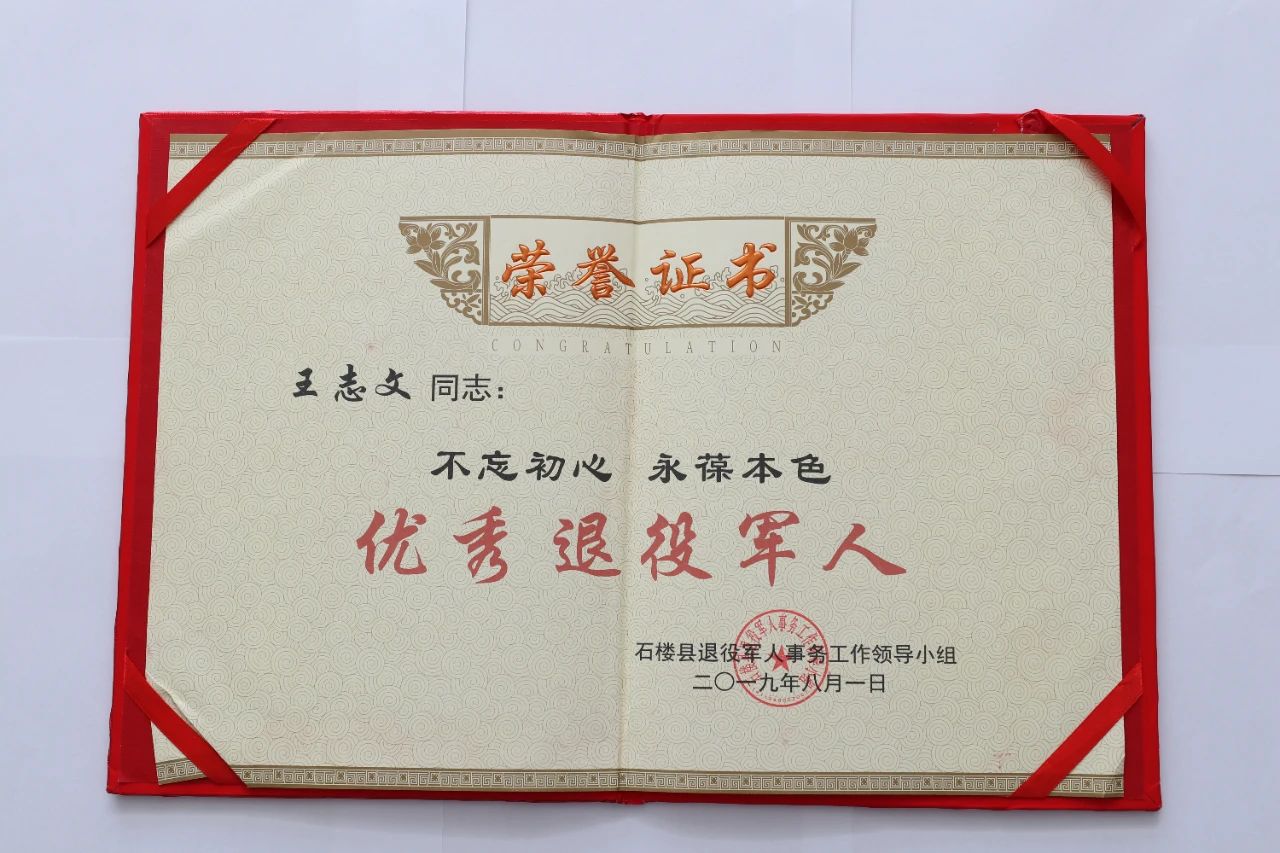 荣誉证书
CONGRATULATION
王志文 同志：
不忘初心 永葆本色
优秀退役军人
石楼县退役军人事务工作领导小组
二〇一九年八月一日